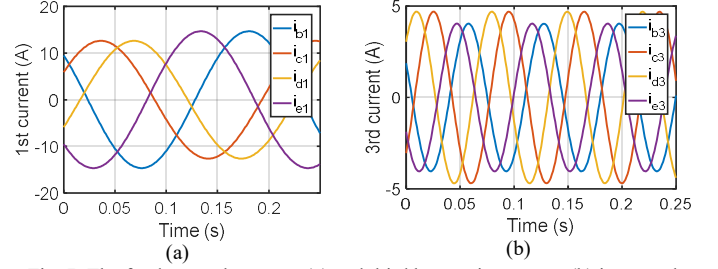 20
10
0
-10
-20
1st current (A)
0
0.05
0.1
0.15
0.2
Time (s)
i_b1
i_c1
i_d1
i_e1
(a)
5
0
-5
3rd current (A)
0
0.05
0.1
0.15
0.2
0.25
Time (s)
i_b3
i_c3
i_d3
i_e3
(b)